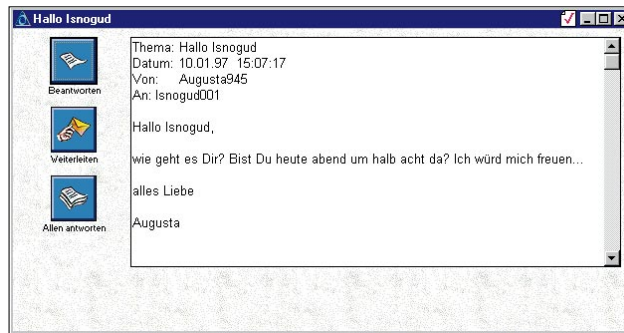 Hallo Isnogud
Beantworten
Weiterleiten
Allen antworten
Thema: Hallo Isnogud
Datum: 10.01.97 15:07:17
Von: Augusta945
An: Isnogud001
Hallo Isnogud,
wie geht es Dir? Bist Du heute abend um halb acht da? Ich würd mich freuen...
alles Liebe
Augusta